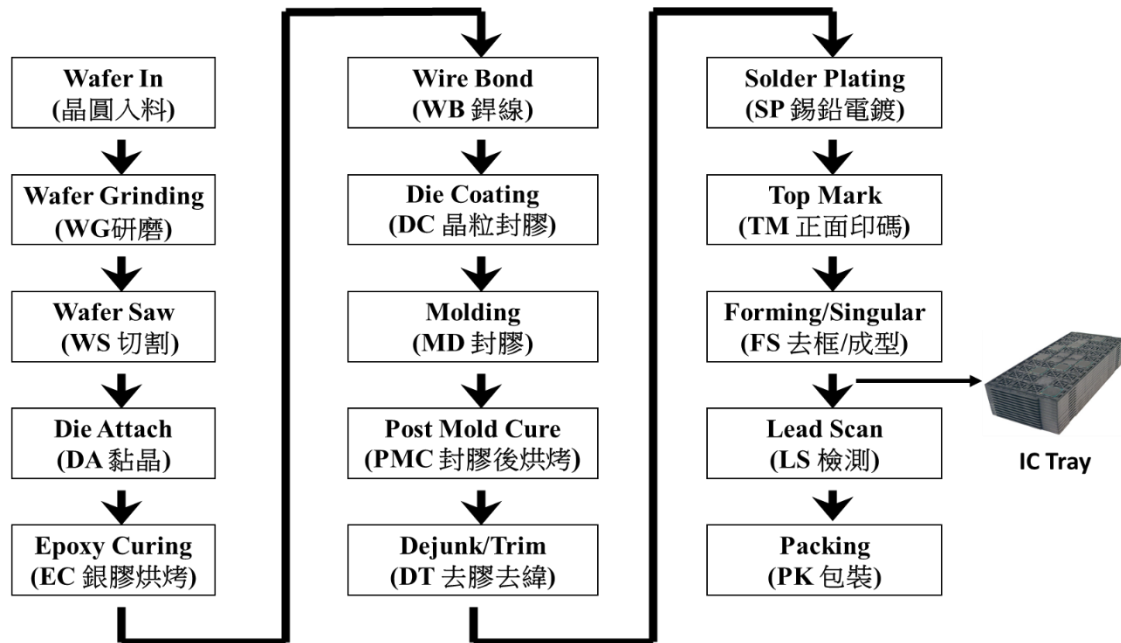 Wafer In
(晶圓入料)
Wafer Grinding
(WG研磨)
Wafer Saw
(WS 切割)
Die Attach
(DA 黏晶)
Epoxy Curing
(EC 銀膠烘烤)
Wire Bond
(WB 銲線)
Die Coating
(DC 晶粒封膠)
Molding
(MD 封膠)
Post Mold Cure
(PMC 封膠後烘烤)
Dejunk/Trim
(DT 去膠去緯)
Solder Plating
(SP 錫鉛電鍍)
Top Mark
(TM 正面印碼)
Forming/Singular
(FS 去框/成型)
Lead Scan
(LS 檢測)
Packing
(PK 包裝)
IC Tray